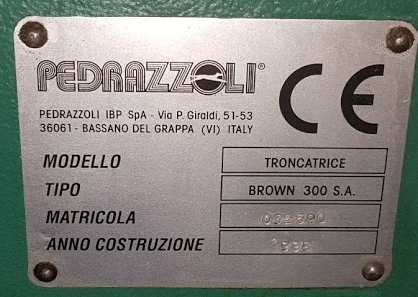 PEDRAZZOLI®
CE
PEDRAZZOLI IBP SpA - Via P. Giraldi, 51-53
36061 - BASSANO DEL GRAPPA (VI) ITALY
MODELLO TRONCATRICE
TIPO BROWN 300 S.A.
MATRICOLA
ANNO COSTRUZIONE